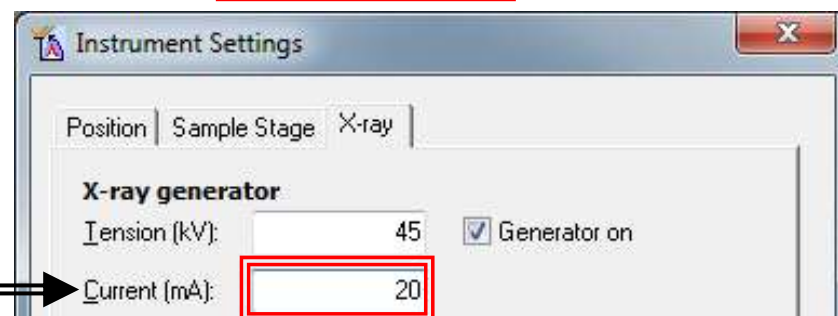 Instrument Settings
Position Sample Stage X-ray
X-ray generator
Tension (kV): 45 Generator on
Current (mA): 20